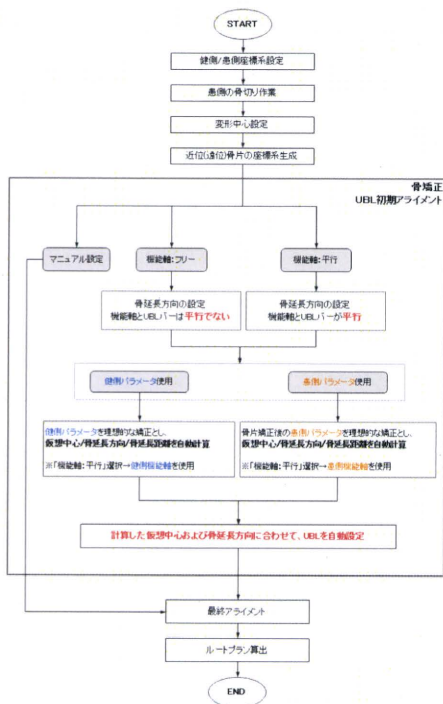 START
健側/患側座標系設定
患側の骨切り作業
変形中心設定
近位(遠位)骨片の座標系生成
骨矯正
UBL初期アライメント
マニュアル設定
機能軸:フリー
機能軸:平行
骨延長方向の設定
機能軸とUBLバーは平行でない
骨延長方向の設定
機能軸とUBLバーが平行
健側パラメータ使用
患側パラメータ使用
健側パラメータを理想的な矯正とし、
仮想中心/骨延長方向/骨延長距離を自動計算
※「機能軸:平行」選択→健側機能軸を使用
骨片矯正後の患側パラメータを理想的な矯正とし、
仮想中心/骨延長方向/骨延長距離を自動計算
※「機能軸:平行」選択→患側機能軸を使用
計算した仮想中心および骨延長方向に合わせて、UBLを自動設定
最終アライメント
ルートプラン算出
END